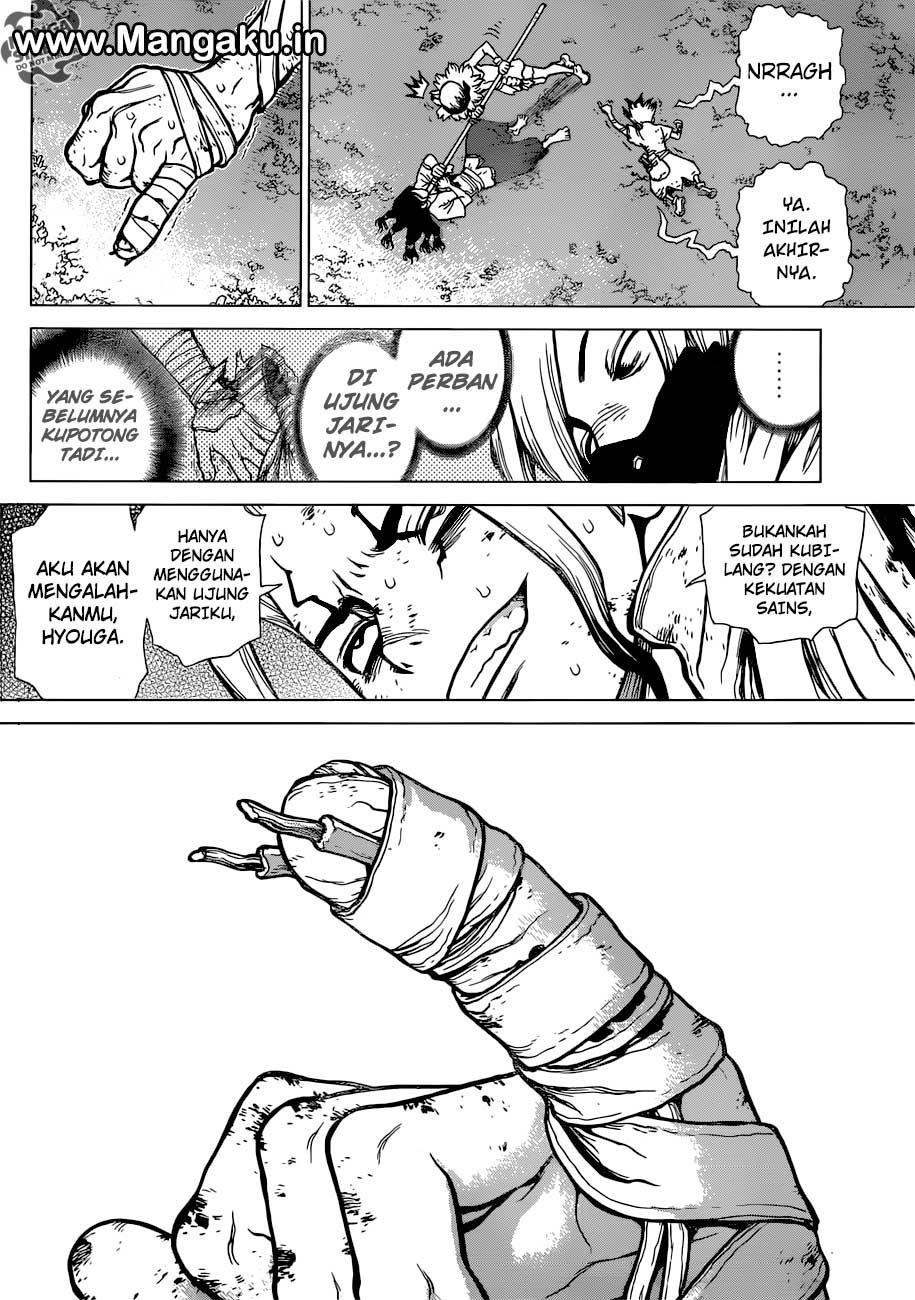 www.Mangaku.in
NRRAGH
...
YA.
INILAH
AKHIR-
NYA.
........
ADA
PERBAN
...
DI
UJUNG
JARI-
NYA...?
YANG SE-
BELUMNYA
KUPOTONG
TADI...
BUKANKAH
SUDAH KUBI-
LANG? DENGAN
KEKUATAN
SAINS,
HANYA
DENGAN
MENGGUNA-
KAN UJUNG
JARIKU,
AKU AKAN
MENGALAH-
KANMU,
HYOUGA.